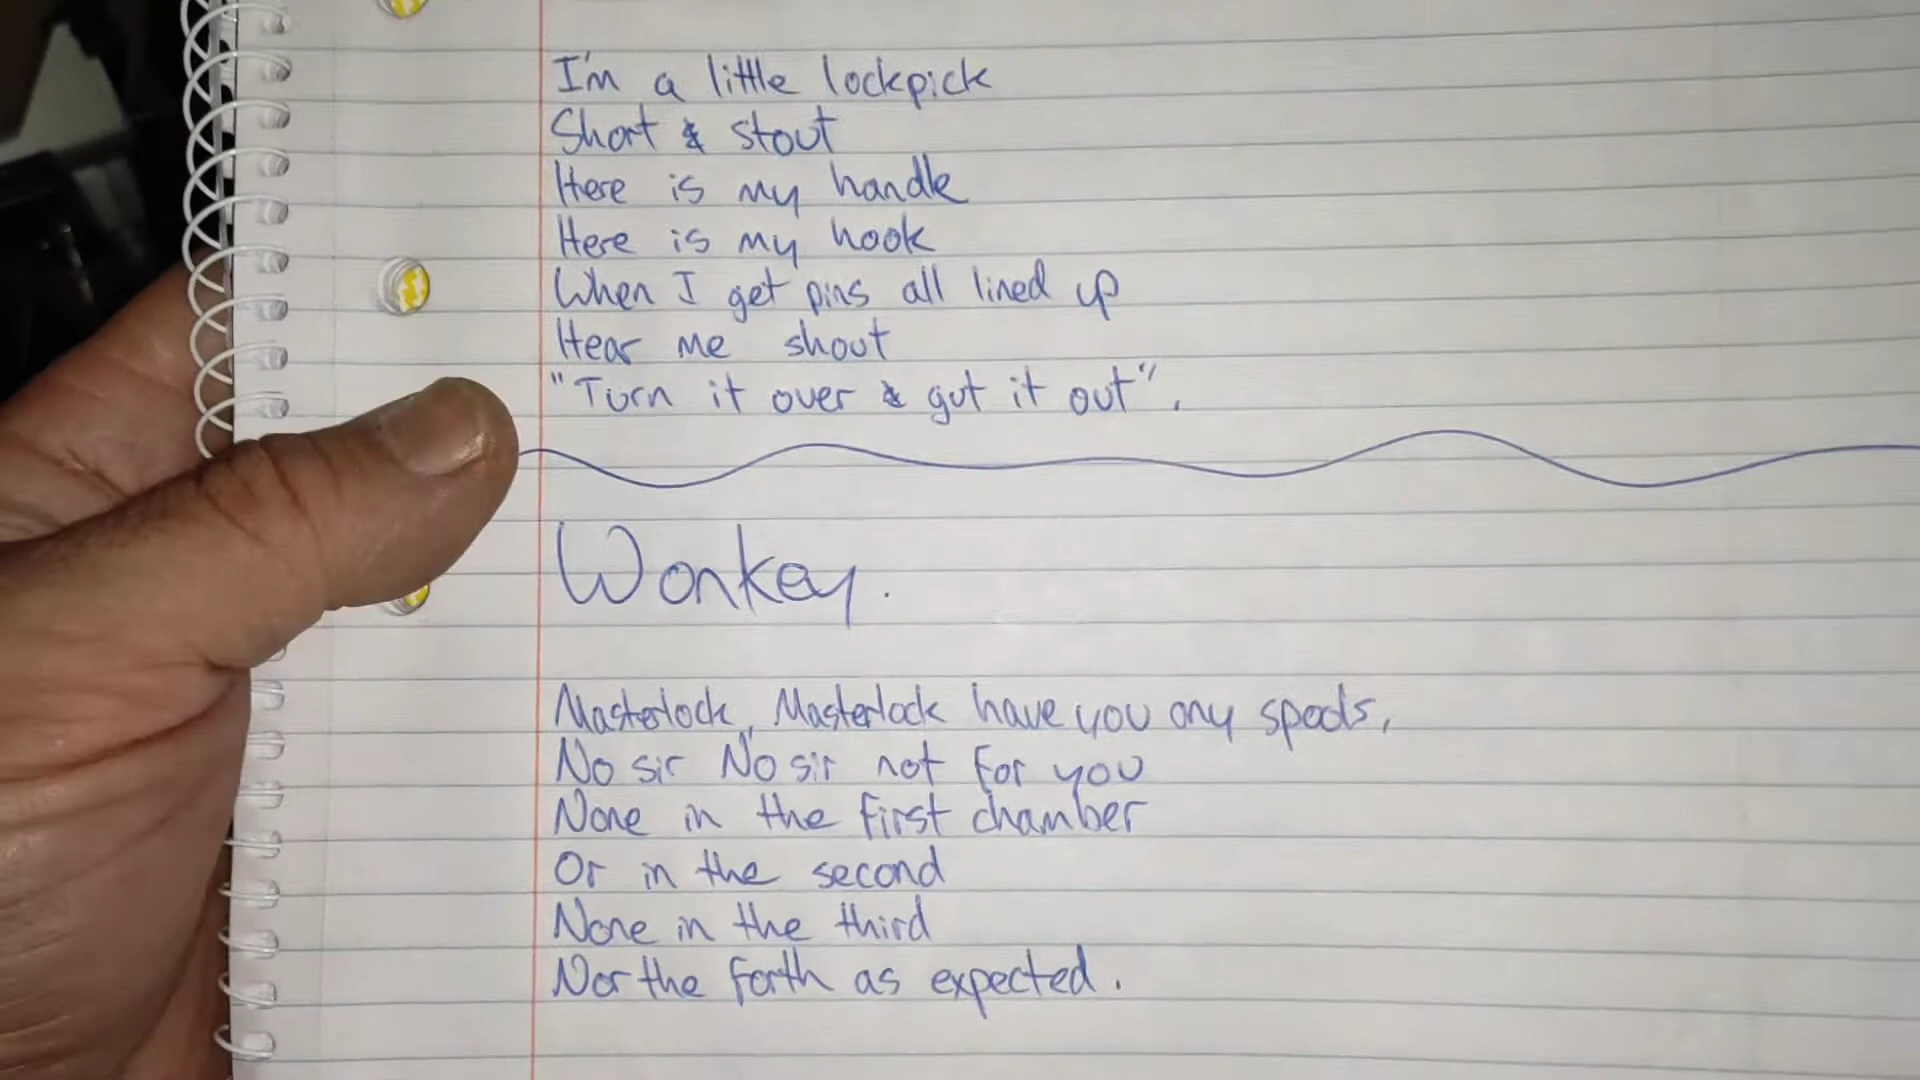 I'm a little lockpick
Short & stout
Here is my handle
Here is my hook
When I get pins all lined up
Hear me shout
"Turn it over & gut it out".
Wonkey.
Masterlock, Masterlock have you any spools,
No sir No sir not for you
None in the first chamber
Or in the second
None in the third
Nor the forth as expected.